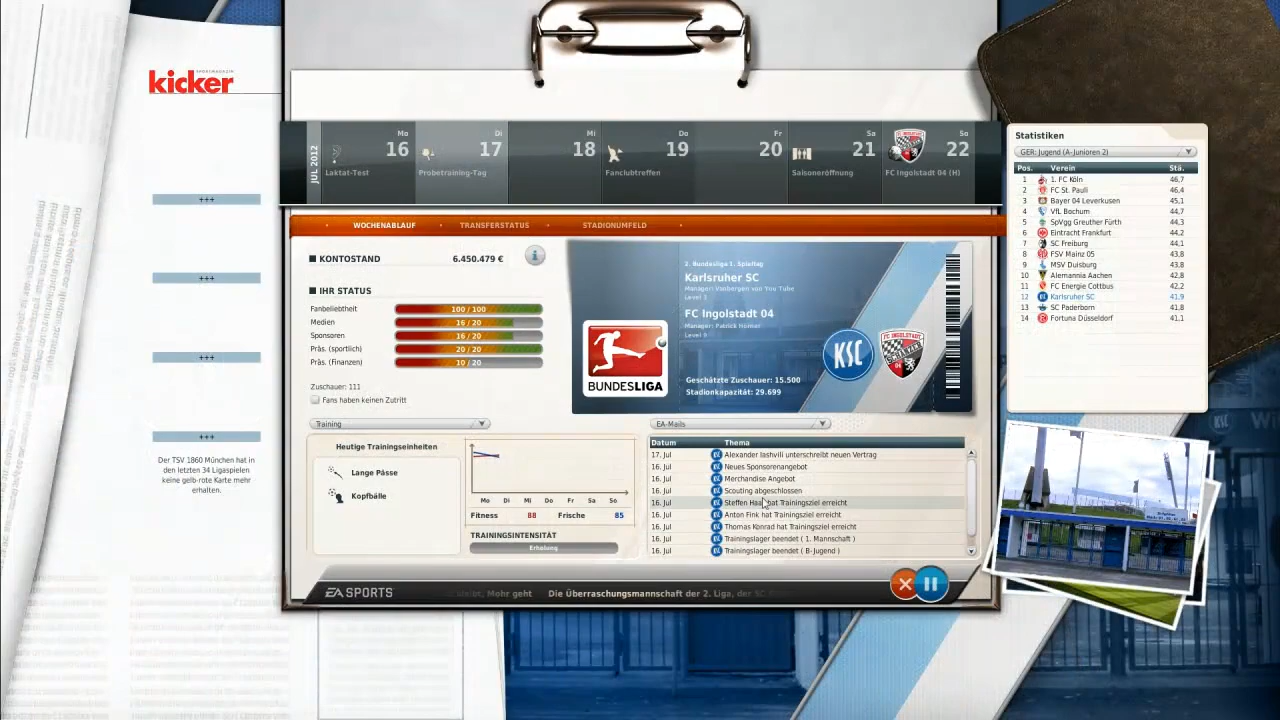 SPORTMAGAZIN
kicker
+++
+++
+++
+++
Der TSV 1860 München hat in
den letzten 34 Ligaspielen
keine gelb-rote Karte mehr
erhalten.
JUL 2012
Mo
16
Laktat-Test
Di
17
Probetraining-Tag
Mi
18
Do
19
Fanclubtreffen
Fr
20
Sa
21
Saisoneröffnung
So
22
FC Ingolstadt 04 (H)
WOCHENABLAUF
TRANSFERSTATUS
STADIONUMFELD
KONTOSTAND 6.450.479 €
IHR STATUS
Fanbeliebtheit 100 / 100
Medien 16 / 20
Sponsoren 16 / 20
Präs. (sportlich) 20 / 20
Präs. (Finanzen) 10 / 20
Zuschauer: 111
Fans haben keinen Zutritt
2. Bundesliga 1. Spieltag
Karlsruher SC
FC Ingolstadt 04
BUNDESLIGA
KSC
Geschätzte Zuschauer: 15.500
Stadionkapazität: 29.699
Training
Heutige Trainingseinheiten
Lange Pässe
Kopfbälle
Mo Di Mi Do Fr Sa So
Fitness 88 Frische 85
TRAININGSINTENSITÄT
Erholung
EA-Mails
Datum Thema
17. Jul Alexander Iashvili unterschreibt neuen Vertrag
16. Jul Neues Sponsorenangebot
16. Jul Merchandise Angebot
16. Jul Scouting abgeschlossen
16. Jul Steffen Haas hat Trainingsziel erreicht
16. Jul Anton Fink hat Trainingsziel erreicht
16. Jul Thomas Konrad hat Trainingsziel erreicht
16. Jul Trainingslager beendet ( 1. Mannschaft )
16. Jul Trainingslager beendet ( B-Jugend )
EA SPORTS
Mohr geht Die Überraschungsmannschaft der 2. Liga, der SC
Statistiken
GER: Jugend (A-Junioren 2)
Pos. Verein Stä.
1 1. FC Köln 46,7
2 FC St. Pauli 46,4
3 Bayer 04 Leverkusen 45,1
4 VfL Bochum 44,7
5 SpVgg Greuther Fürth 44,3
6 Eintracht Frankfurt 44,2
7 SC Freiburg 44,1
8 FSV Mainz 05 43,8
9 MSV Duisburg 43,8
10 Alemannia Aachen 42,8
11 FC Energie Cottbus 42,2
12 Karlsruher SC 41,9
13 SC Paderborn 41,8
14 Fortuna Düsseldorf 41,1